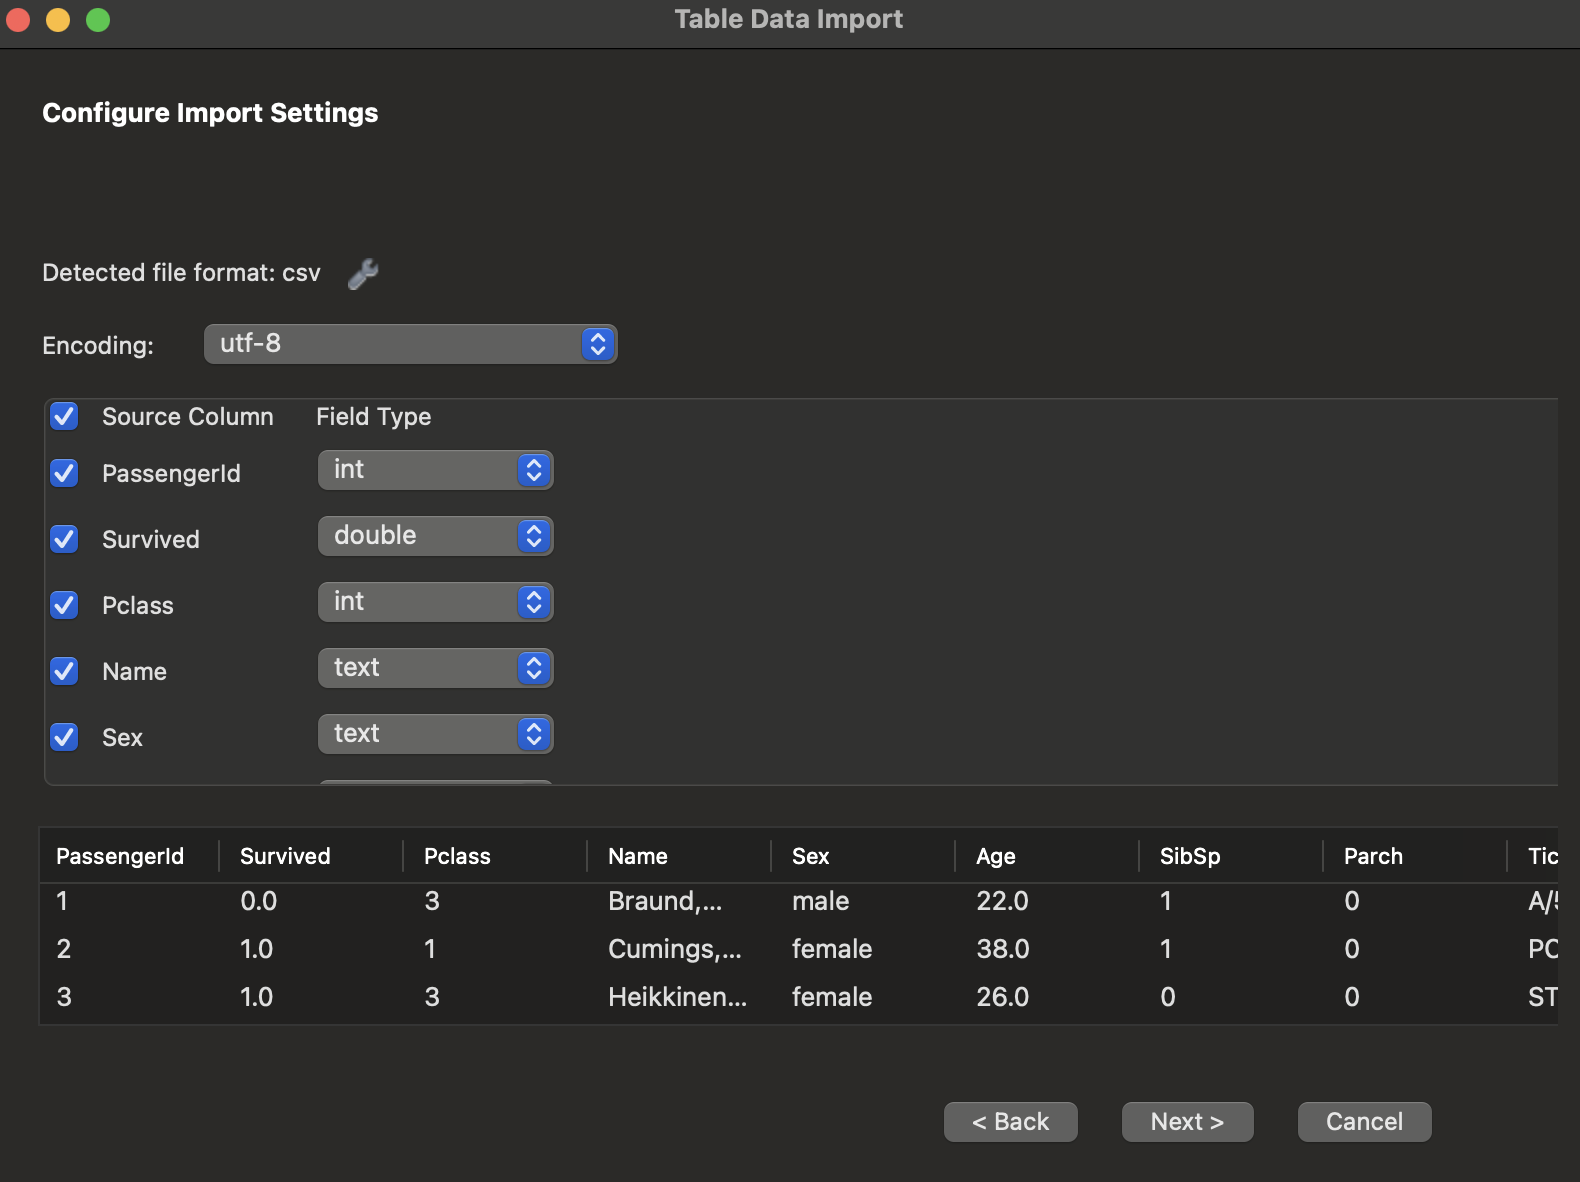 Table Data Import
Configure Import Settings
Detected file format: csv
Encoding: utf-8
Source Column Field Type
PassengerId int
Survived double
Pclass int
Name text
Sex text
PassengerId Survived Pclass Name Sex Age SibSp Parch Tic
1 0.0 3 Braund,... male 22.0 1 0 A/5
2 1.0 1 Cumings,... female 38.0 1 0 PC
3 1.0 3 Heikkinen... female 26.0 0 0 ST
< Back Next > Cancel